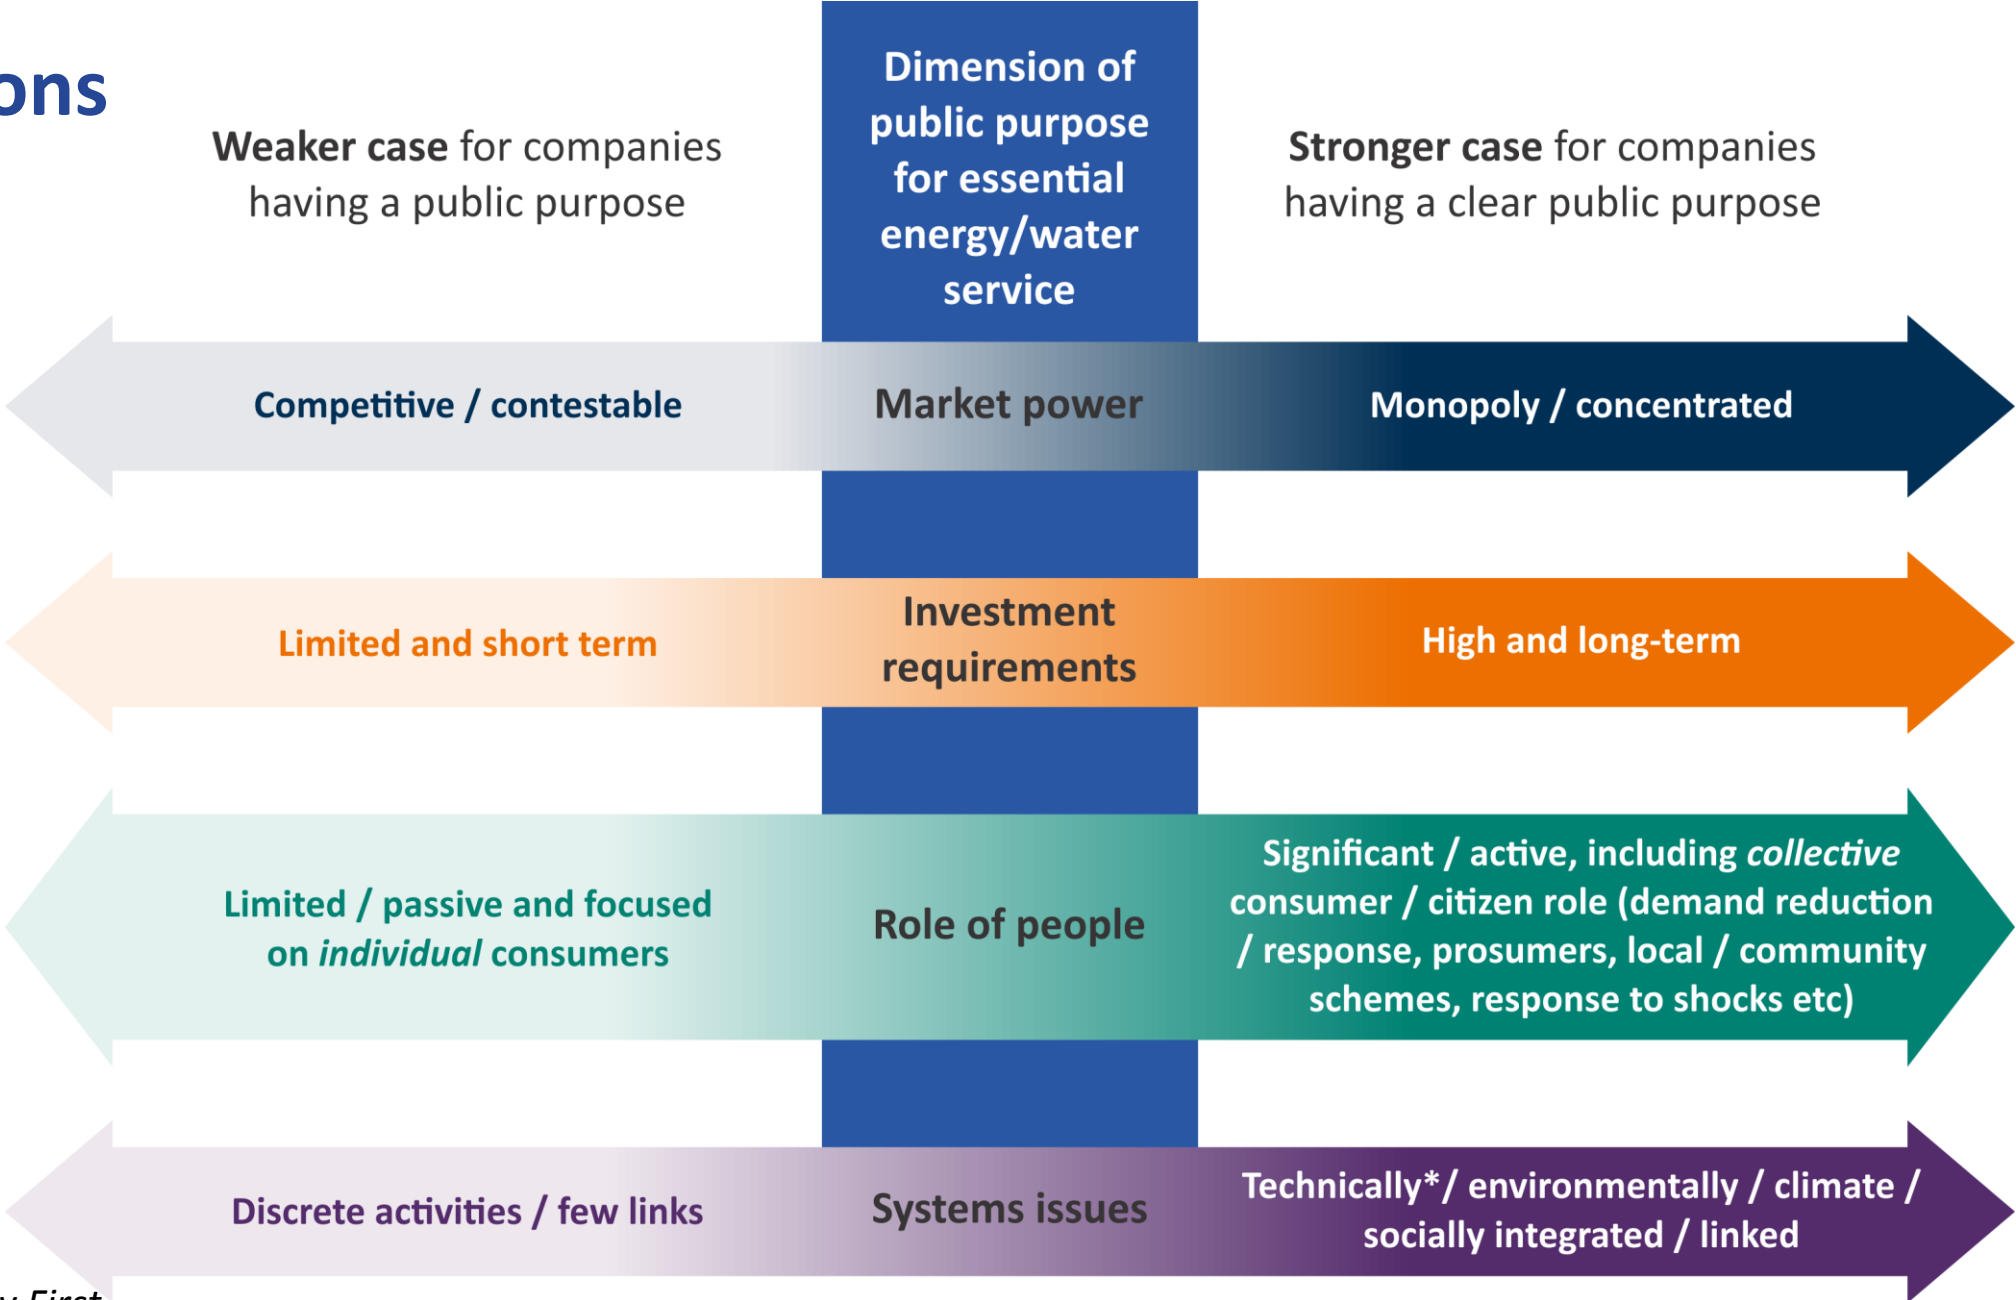 ons
Weaker case for companies
having a public purpose
Dimension of
public purpose
for essential
energy/water
service
Stronger case for companies
having a clear public purpose
Competitive / contestable
Market power
Monopoly / concentrated
Limited and short term
Investment
requirements
High and long-term
Limited / passive and focused
on individual consumers
Role of people
Significant / active, including collective
consumer / citizen role (demand reduction
/ response, prosumers, local / community
schemes, response to shocks etc)
Discrete activities / few links
Systems issues
Technically*/ environmentally / climate /
socially integrated / linked
y First